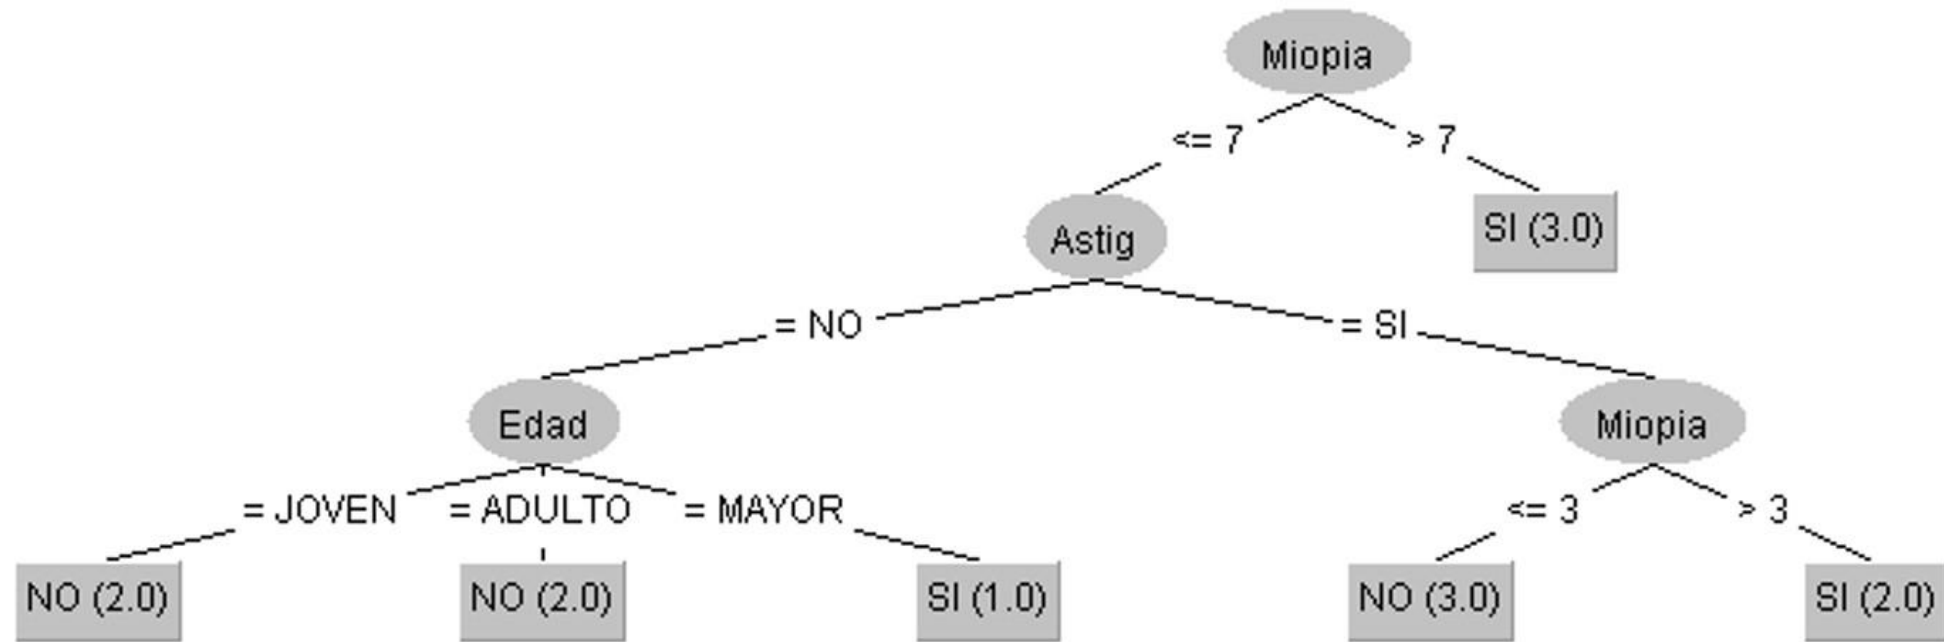 Miopia
<= 7
> 7
Astig
SI (3.0)
= NO
= SI
Edad
Miopia
= JOVEN
= ADULTO
= MAYOR
<= 3
> 3
NO (2.0)
NO (2.0)
SI (1.0)
NO (3.0)
SI (2.0)